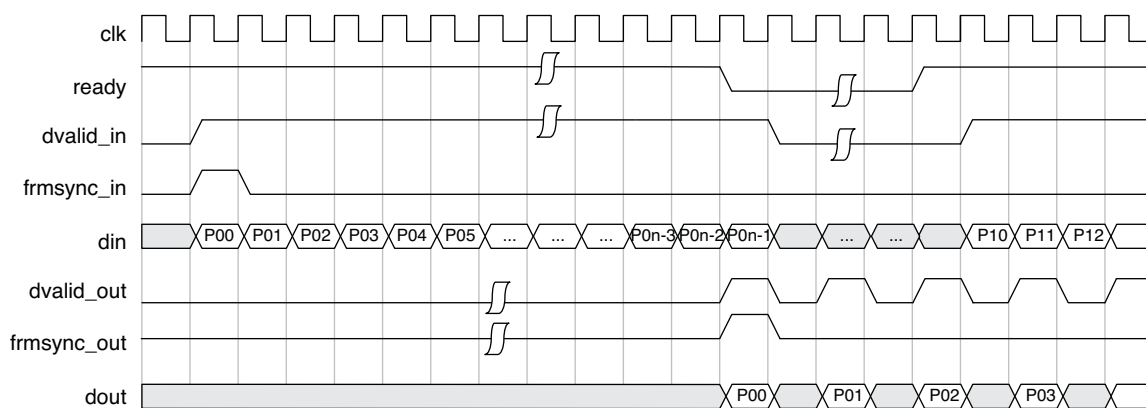 clk
ready
dvalid_in
frmsync_in
din P00 P01 P02 P03 P04 P05 ... ... ... P0n-3 P0n-2 P0n-1 ... ... P10 P11 P12
dvalid_out
frmsync_out
dout P00 P01 P02 P03